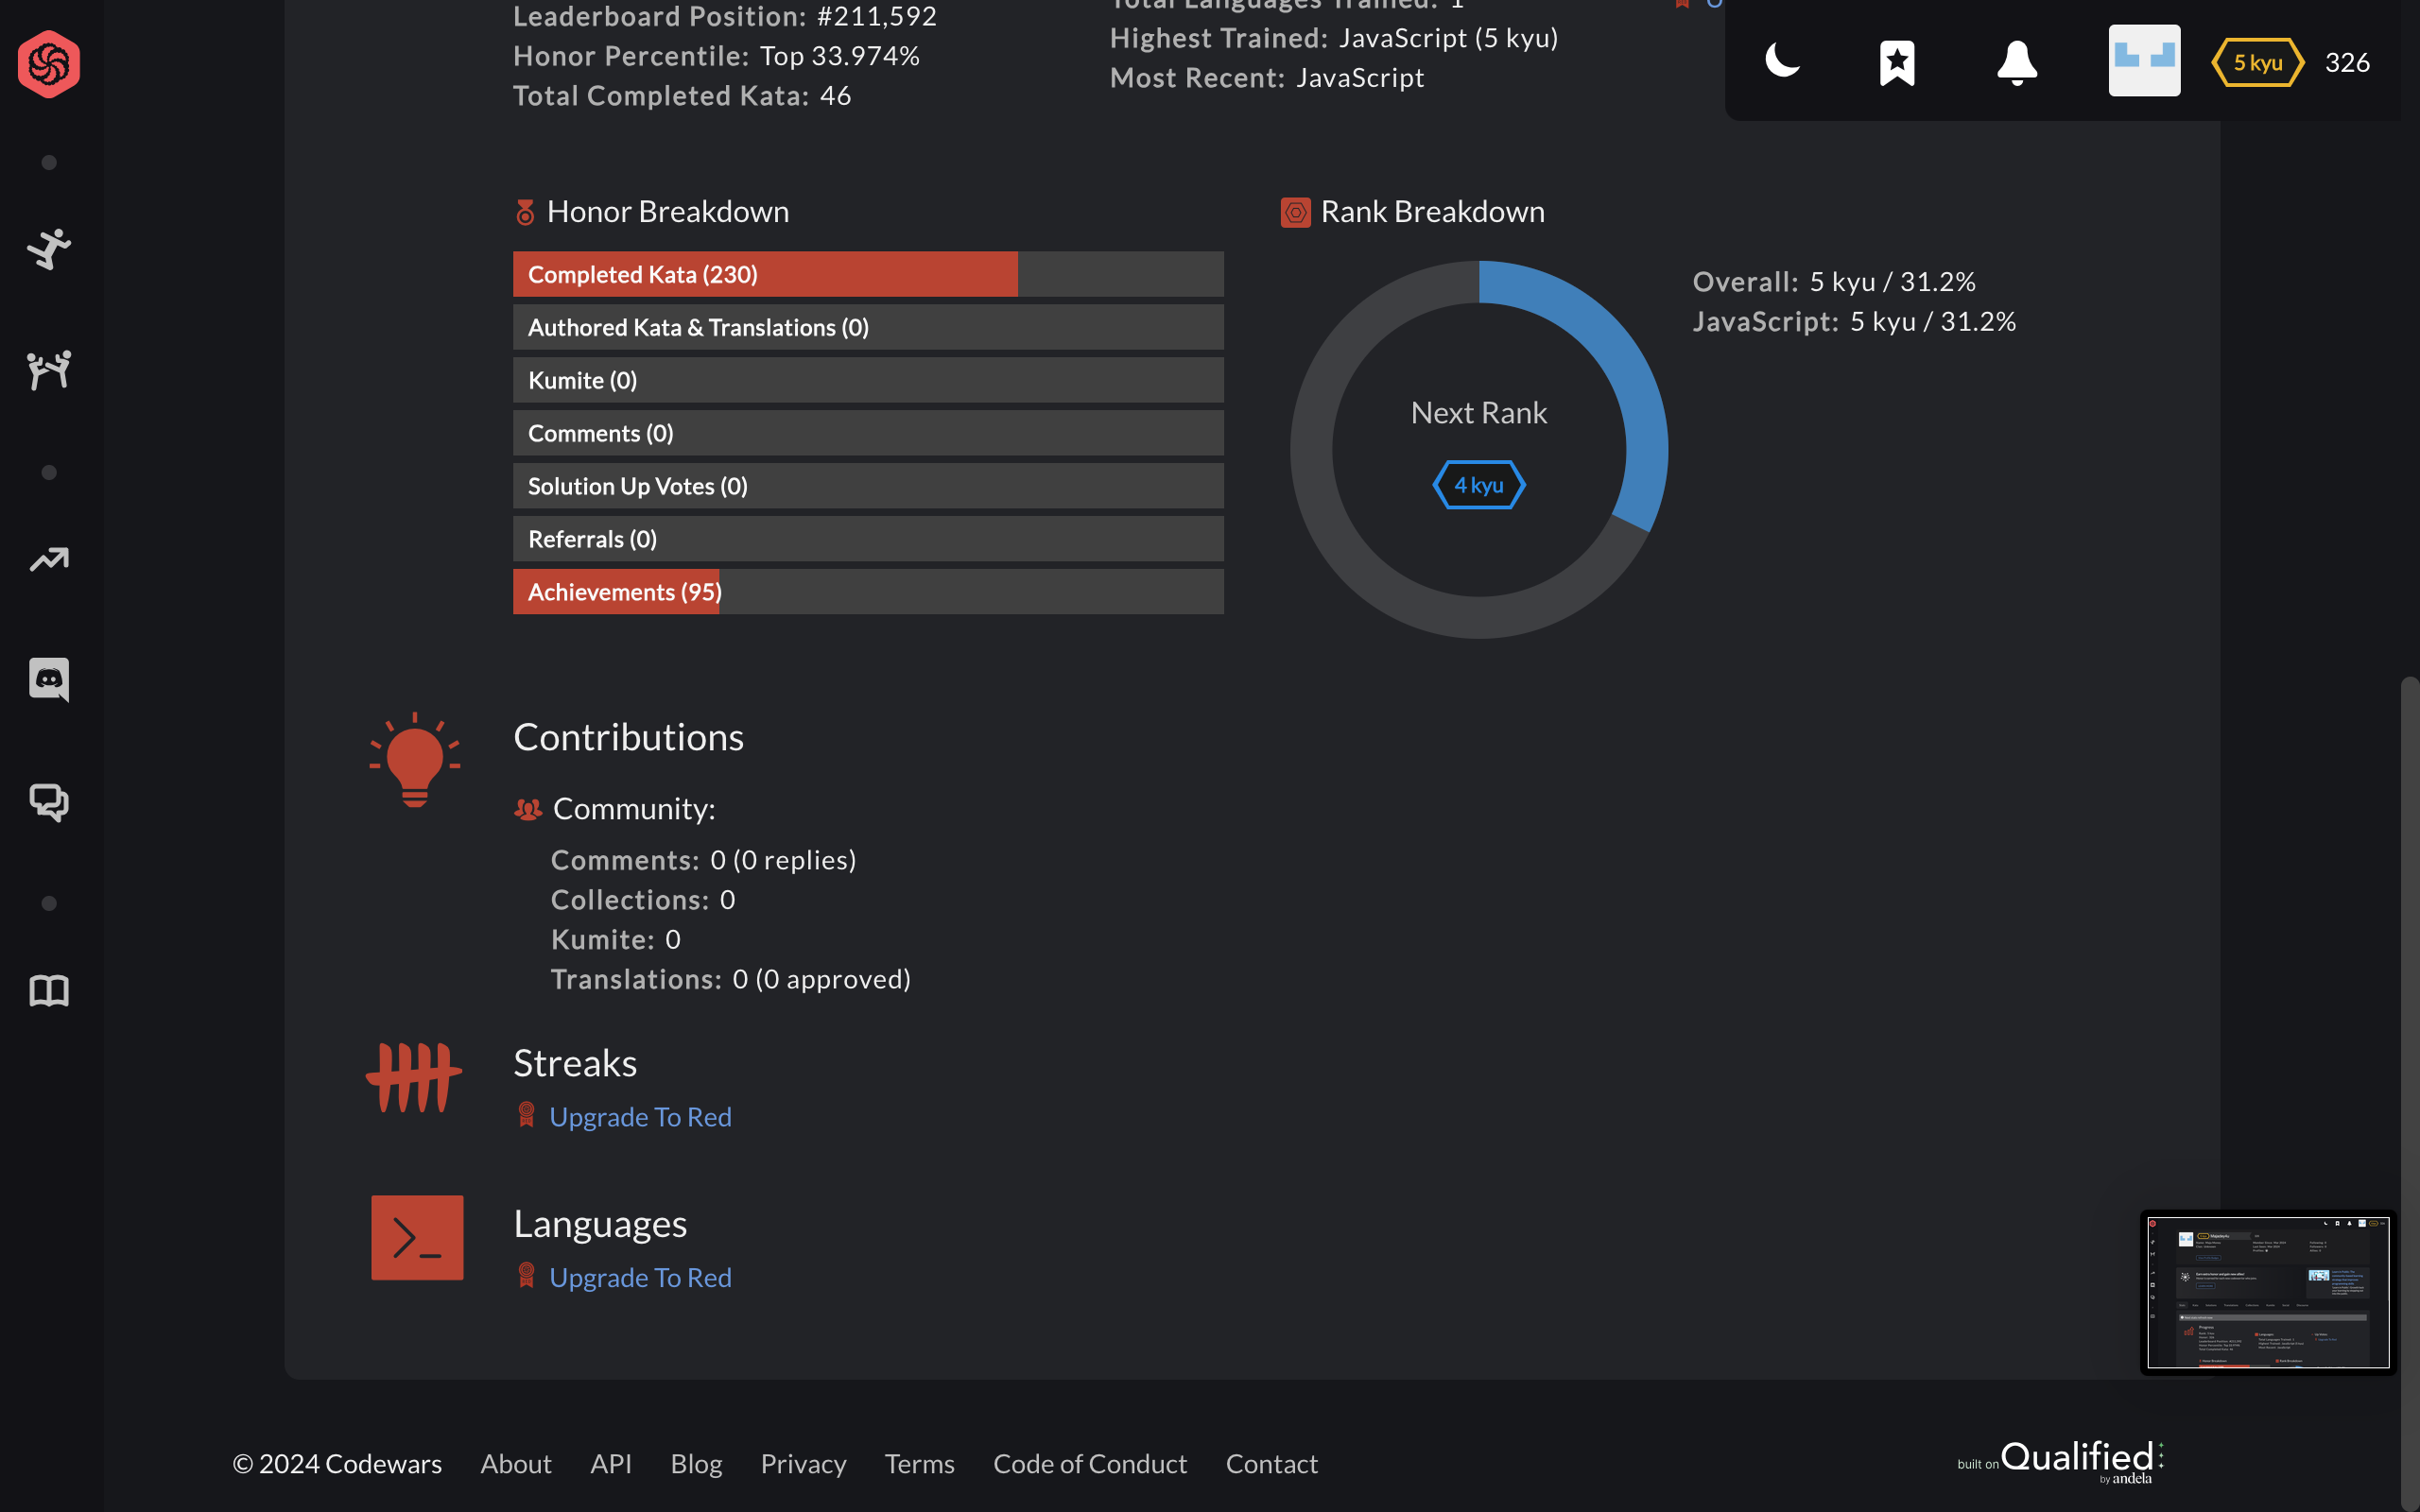 Leaderboard Position: #211,592
Honor Percentile: Top 33.974%
Total Completed Kata: 46
Total Languages Trained: 1
Highest Trained: JavaScript (5 kyu)
Most Recent: JavaScript
5 kyu
326
Honor Breakdown
Completed Kata (230)
Authored Kata & Translations (0)
Kumite (0)
Comments (0)
Solution Up Votes (0)
Referrals (0)
Achievements (95)
Rank Breakdown
Next Rank
4 kyu
Overall: 5 kyu / 31.2%
JavaScript: 5 kyu / 31.2%
Contributions
Community:
Comments: 0 (0 replies)
Collections: 0
Kumite: 0
Translations: 0 (0 approved)
Streaks
Upgrade To Red
Languages
Upgrade To Red
© 2024 Codewars
About
API
Blog
Privacy
Terms
Code of Conduct
Contact
built on Qualified
by andela